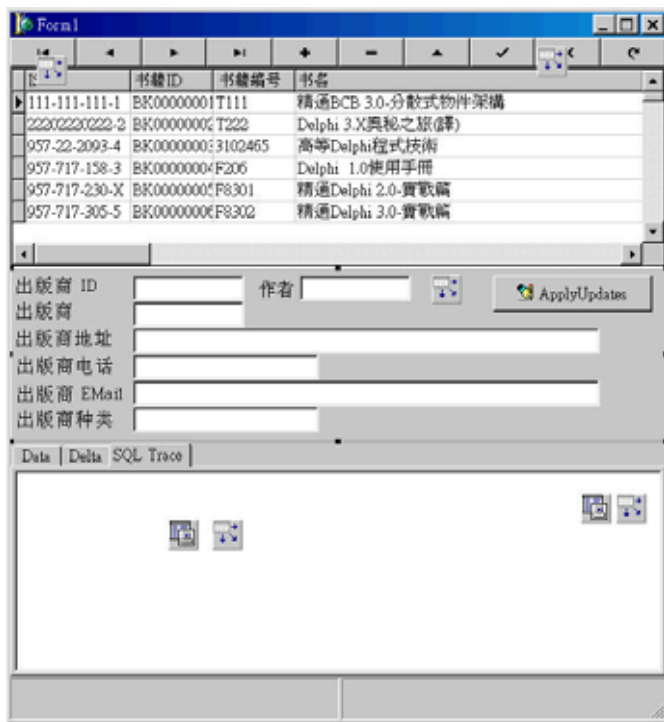 Form1
书籍ID 书籍编号 书名
111-111-111-1 BK00000001 T111 精通BCB 3.0-分散式物件架構
22202220222-2 BK00000002 T222 Delphi 3.X奧秘之旅(譯)
957-22-2093-4 BK00000003 3102465 高等Delphi程式技術
957-717-158-3 BK00000004 F206 Delphi 1.0使用手冊
957-717-230-X BK00000005 F8301 精通Delphi 2.0-實戰篇
957-717-305-5 BK00000006 F8302 精通Delphi 3.0-實戰篇
出版商 ID 作者 ApplyUpdates
出版商
出版商地址
出版商电话
出版商 EMail
出版商种类
Data Delta SQL Trace